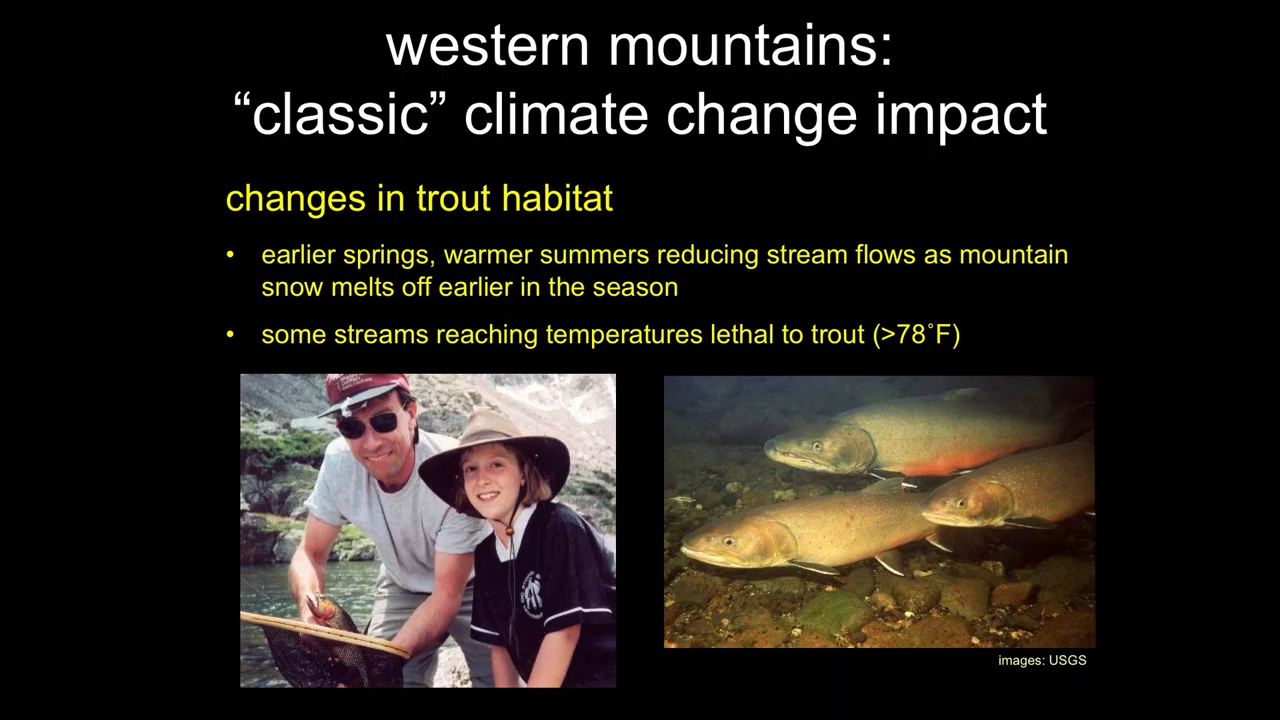 western mountains:
“classic” climate change impact
changes in trout habitat
• earlier springs, warmer summers reducing stream flows as mountain
snow melts off earlier in the season
• some streams reaching temperatures lethal to trout (>78˚F)
images: USGS